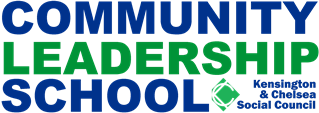 COMMUNITY
LEADERSHIP
SCHOOL
Kensington
& Chelsea
Social Council